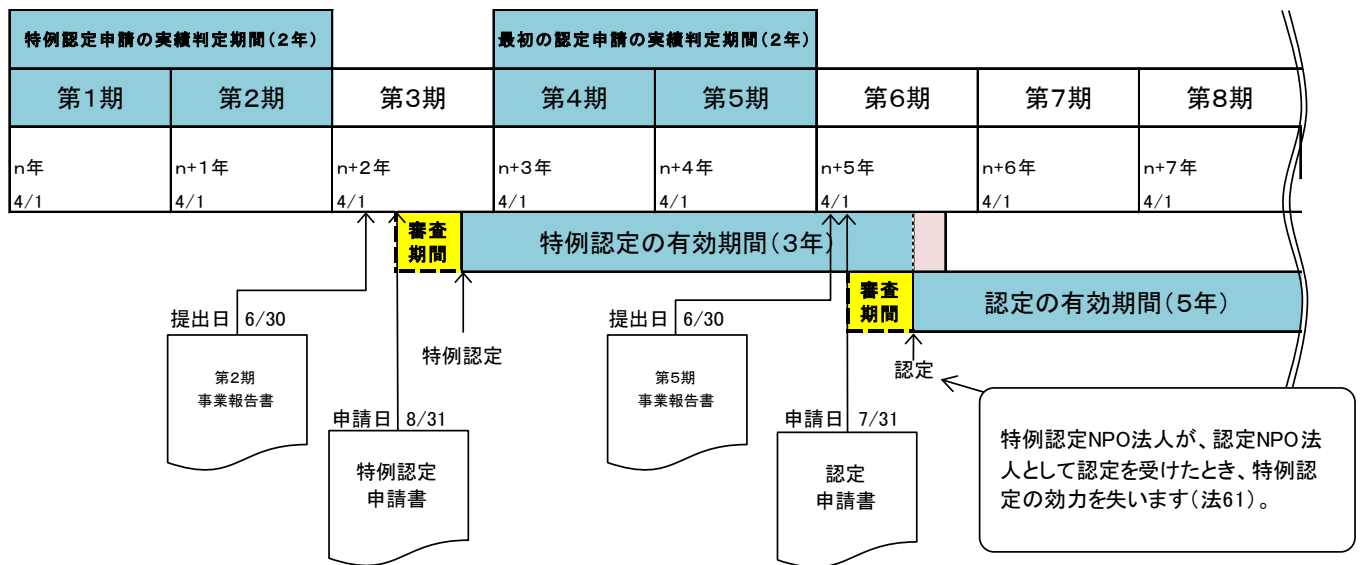 特例認定申請の実績判定期間(2年)
最初の認定申請の実績判定期間(2年)
第1期
第2期
第3期
第4期
第5期
第6期
第7期
第8期
n年
n+1年
n+2年
n+3年
n+4年
n+5年
n+6年
n+7年
4/1
4/1
4/1
4/1
4/1
4/1
4/1
4/1
審査
期間
特例認定の有効期間(3年)
審査
期間
認定の有効期間(5年)
提出日 6/30
第2期
事業報告書
特例認定
申請日 8/31
特例認定
申請書
提出日 6/30
第5期
事業報告書
認定
申請日 7/31
認定
申請書
特例認定NPO法人が、認定NPO法
人として認定を受けたとき、特例認
定の効力を失います(法61)。